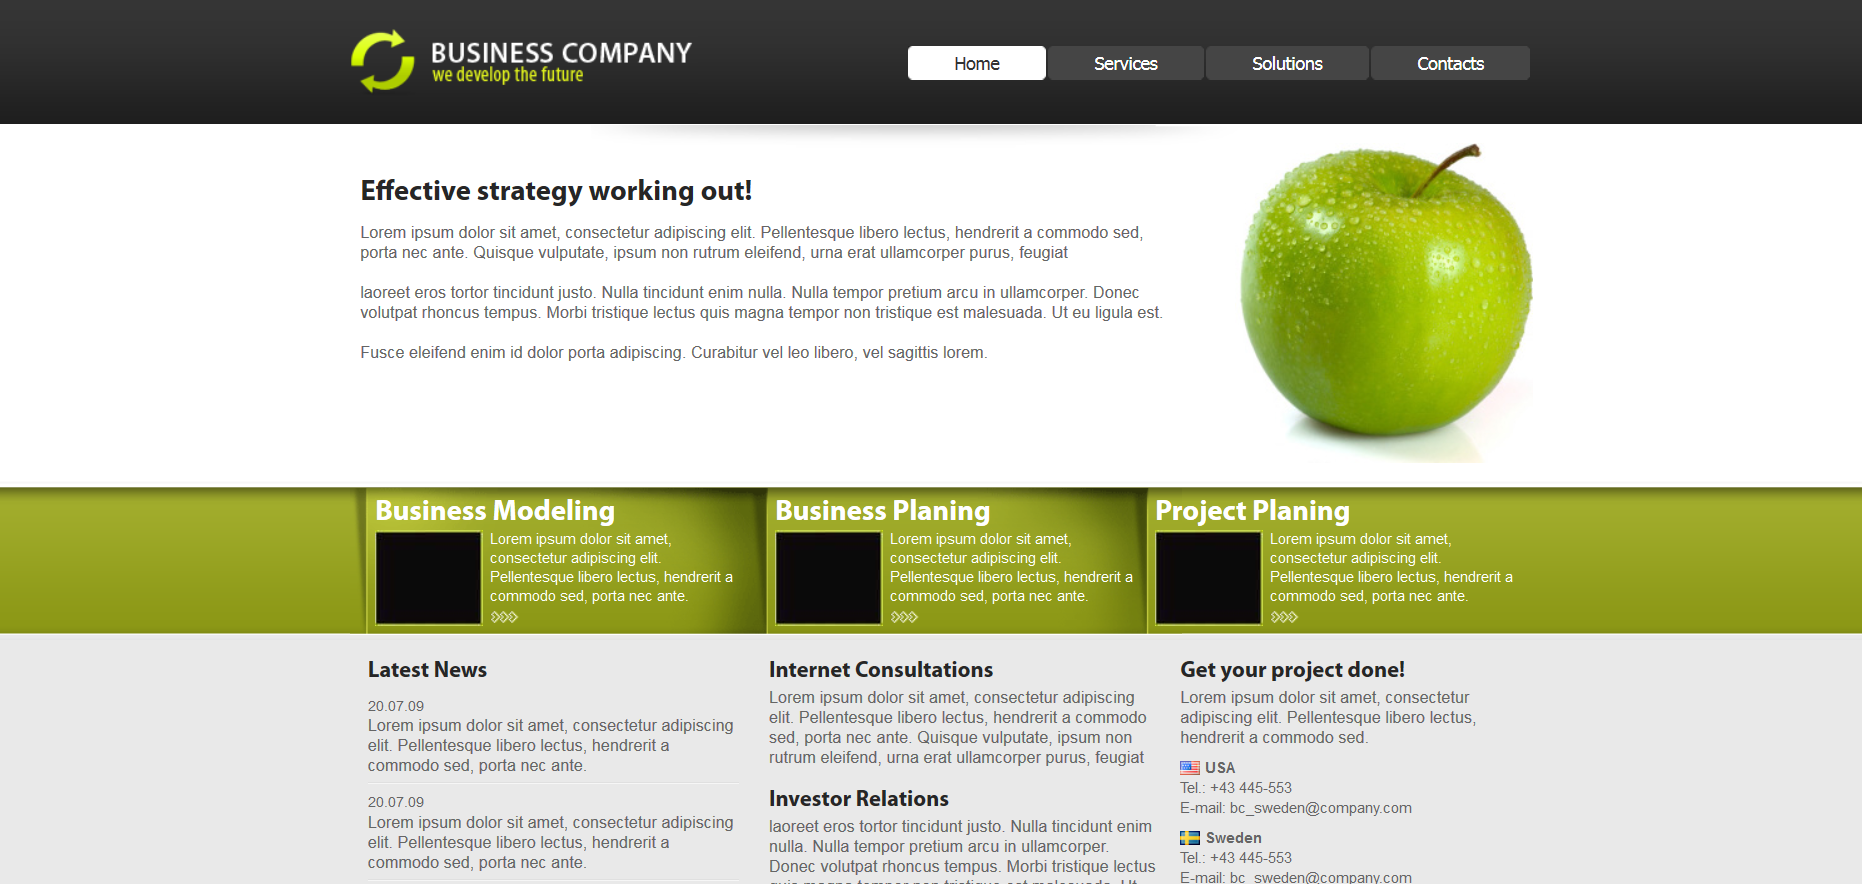 BUSINESS COMPANY
we develop the future
Home
Services
Solutions
Contacts
Effective strategy working out!
Lorem ipsum dolor sit amet, consectetur adipiscing elit. Pellentesque libero lectus, hendrerit a commodo sed,
porta nec ante. Quisque vulputate, ipsum non rutrum eleifend, urna erat ullamcorper purus, feugiat
laoreet eros tortor tincidunt justo. Nulla tincidunt enim nulla. Nulla tempor pretium arcu in ullamcorper. Donec
volutpat rhoncus tempus. Morbi tristique lectus quis magna tempor non tristique est malesuada. Ut eu ligula est.
Fusce eleifend enim id dolor porta adipiscing. Curabitur vel leo libero, vel sagittis lorem.
Business Modeling
Lorem ipsum dolor sit amet,
consectetur adipiscing elit.
Pellentesque libero lectus, hendrerit a
commodo sed, porta nec ante.
Business Planing
Lorem ipsum dolor sit amet,
consectetur adipiscing elit.
Pellentesque libero lectus, hendrerit a
commodo sed, porta nec ante.
Project Planing
Lorem ipsum dolor sit amet,
consectetur adipiscing elit.
Pellentesque libero lectus, hendrerit a
commodo sed, porta nec ante.
Latest News
20.07.09
Lorem ipsum dolor sit amet, consectetur adipiscing
elit. Pellentesque libero lectus, hendrerit a
commodo sed, porta nec ante.
20.07.09
Lorem ipsum dolor sit amet, consectetur adipiscing
elit. Pellentesque libero lectus, hendrerit a
commodo sed, porta nec ante.
Internet Consultations
Lorem ipsum dolor sit amet, consectetur adipiscing
elit. Pellentesque libero lectus, hendrerit a commodo
sed, porta nec ante. Quisque vulputate, ipsum non
rutrum eleifend, urna erat ullamcorper purus, feugiat
Investor Relations
laoreet eros tortor tincidunt justo. Nulla tincidunt enim
nulla. Nulla tempor pretium arcu in ullamcorper.
Donec volutpat rhoncus tempus. Morbi tristique lectus
Get your project done!
Lorem ipsum dolor sit amet, consectetur
adipiscing elit. Pellentesque libero lectus,
hendrerit a commodo sed.
USA
Tel.: +43 445-553
E-mail: bc_sweden@company.com
Sweden
Tel.: +43 445-553
E-mail: bc_sweden@company.com